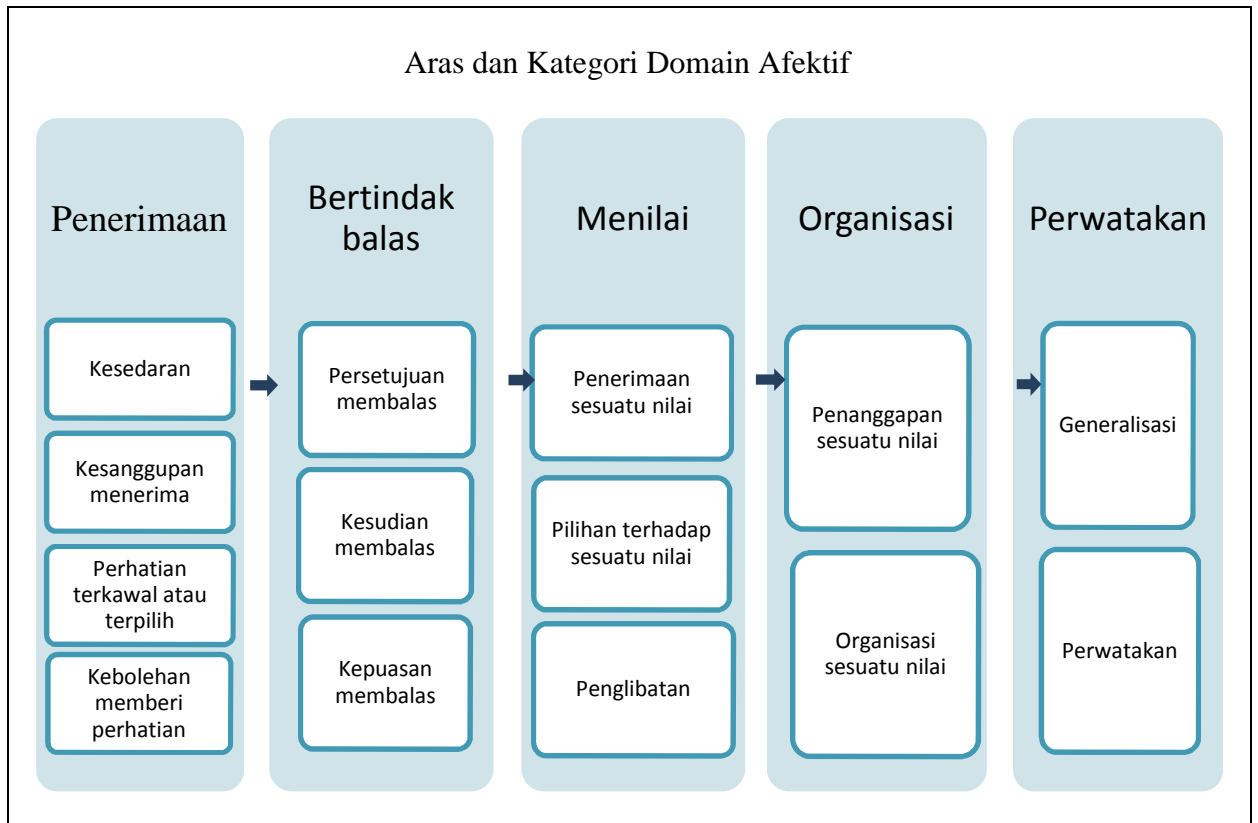 Aras dan Kategori Domain Afektif
Penerimaan
Kesedaran
Kesanggupan
menerima
Perhatian
terkawal atau
terpilih
Kebolehan
memberi
perhatian
Bertindak
balas
Persetujuan
membalas
Kesudian
membalas
Kepuasan
membalas
Menilai
Penerimaan
sesuatu nilai
Pilihan terhadap
sesuatu nilai
Penglibatan
Organisasi
Penanggapan
sesuatu nilai
Organisasi
sesuatu nilai
Perwatakan
Generalisasi
Perwatakan